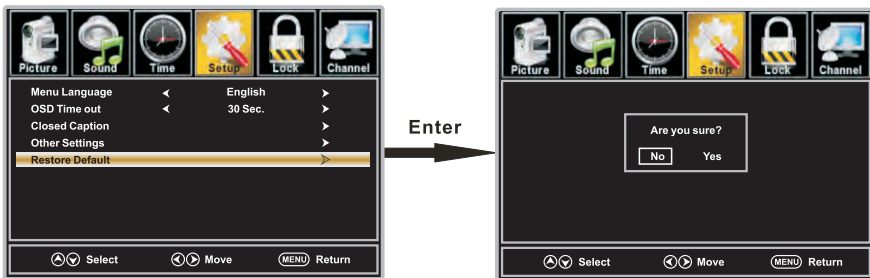 Picture Sound Time Setup Lock Channel
Menu Language English
OSD Time out 30 Sec.
Closed Caption
Other Settings
Restore Default
Select Move MENU Return
Enter
Picture Sound Time Setup Lock Channel
Are you sure?
No Yes
Select Move MENU Return